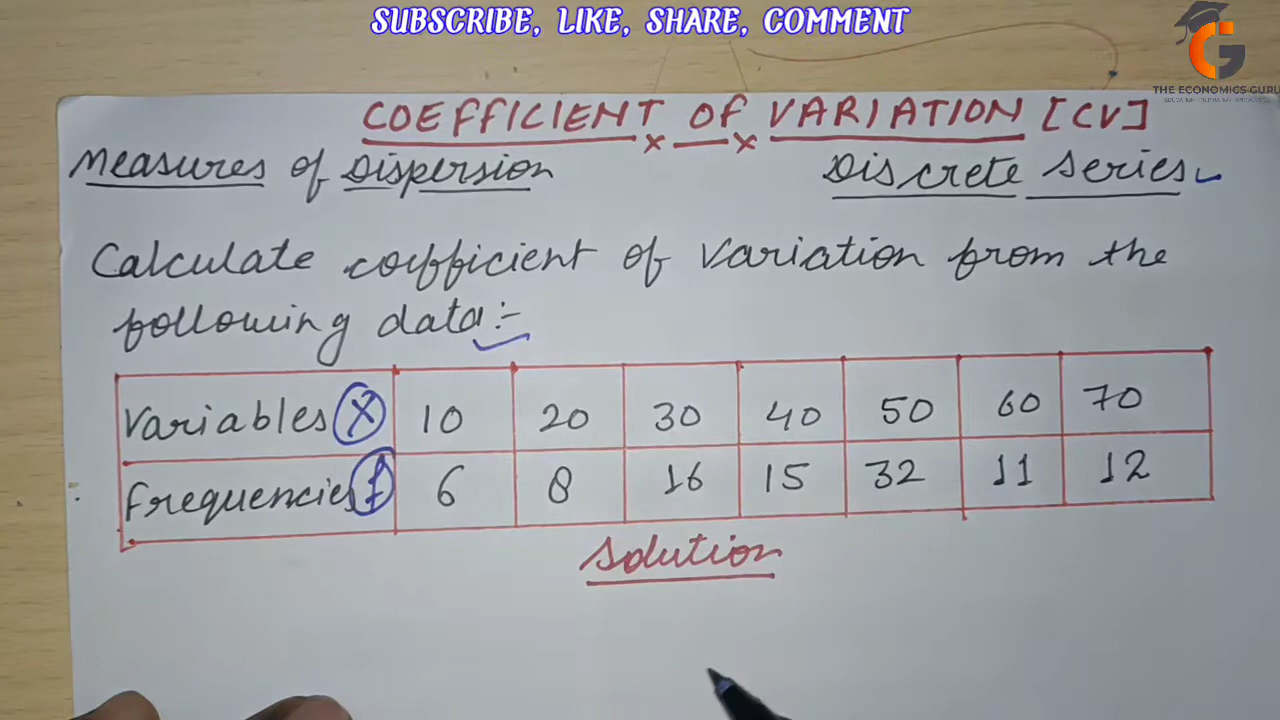 SUBSCRIBE, LIKE, SHARE, COMMENT
THE ECONOMICS GURU
COEFFICIENT OF VARIATION [CV]
Measures of Dispersion Discrete Series
Calculate coefficient of variation from the
following data:-
Variables X 10 20 30 40 50 60 70
Frequencies f 6 8 16 15 32 11 12
Solution